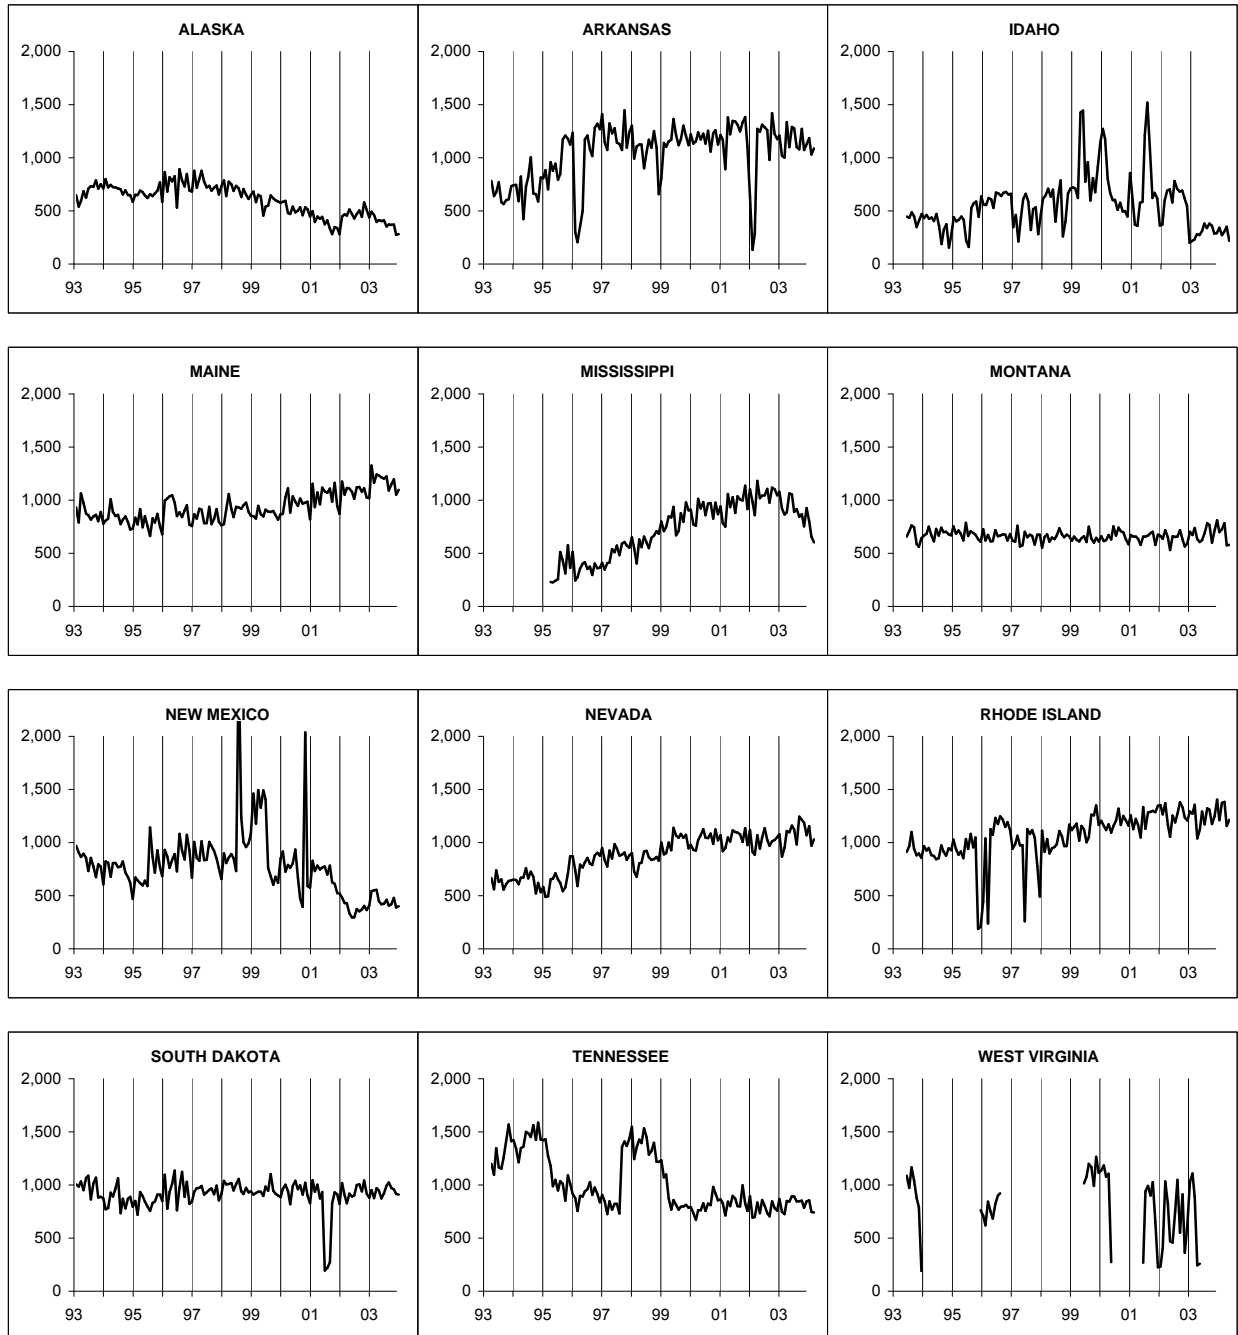 ALASKA ARKANSAS IDAHO
2,000 2,000 2,000
1,500 1,500 1,500
1,000 1,000 1,000
500 500 500
0 0 0
93 95 97 99 01 03 93 95 97 99 01 03 93 95 97 99 01 03
MAINE MISSISSIPPI MONTANA
2,000 2,000 2,000
1,500 1,500 1,500
1,000 1,000 1,000
500 500 500
0 0 0
93 95 97 99 01 93 95 97 99 01 03 93 95 97 99 01 03
NEW MEXICO NEVADA RHODE ISLAND
2,000 2,000 2,000
1,500 1,500 1,500
1,000 1,000 1,000
500 500 500
0 0 0
93 95 97 99 01 03 93 95 97 99 01 03 93 95 97 99 01 03
SOUTH DAKOTA TENNESSEE WEST VIRGINIA
2,000 2,000 2,000
1,500 1,500 1,500
1,000 1,000 1,000
500 500 500
0 0 0
93 95 97 99 01 03 93 95 97 99 01 03 93 95 97 99 01 03